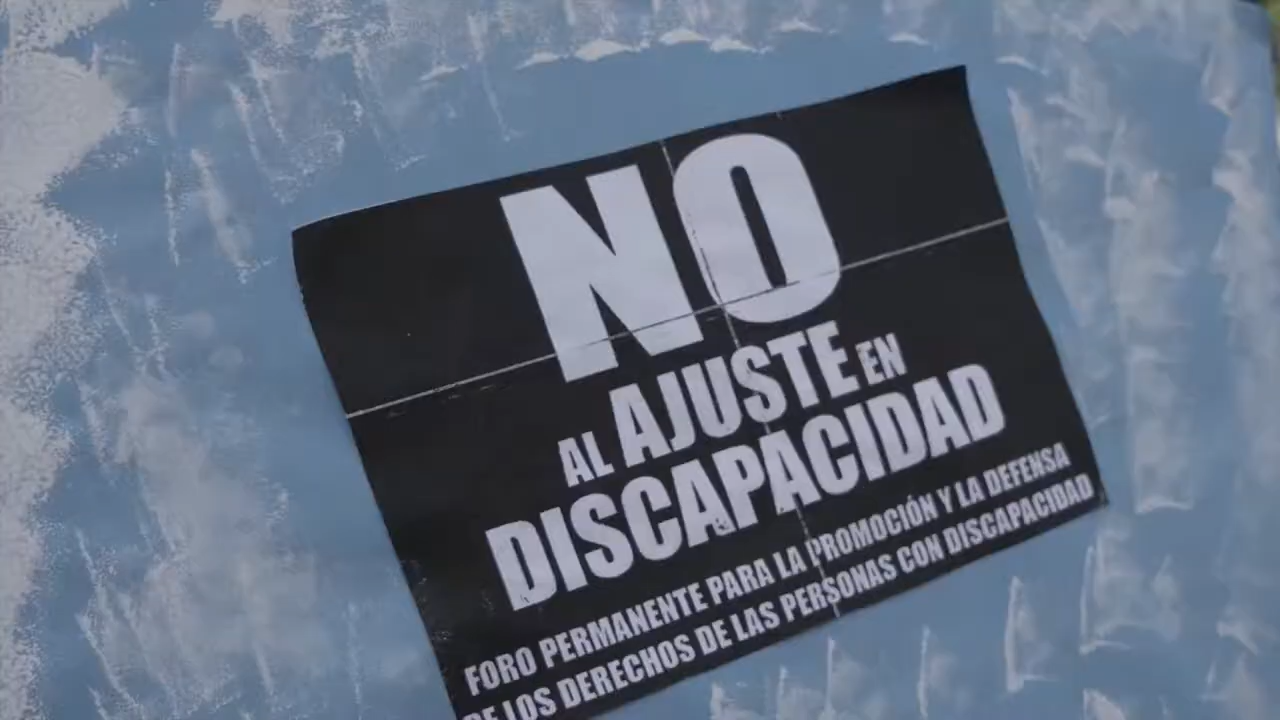 NO
AL AJUSTE EN
DISCAPACIDAD
FORO PERMANENTE PARA LA PROMOCIÓN Y LA DEFENSA
DE LOS DERECHOS DE LAS PERSONAS CON DISCAPACIDAD